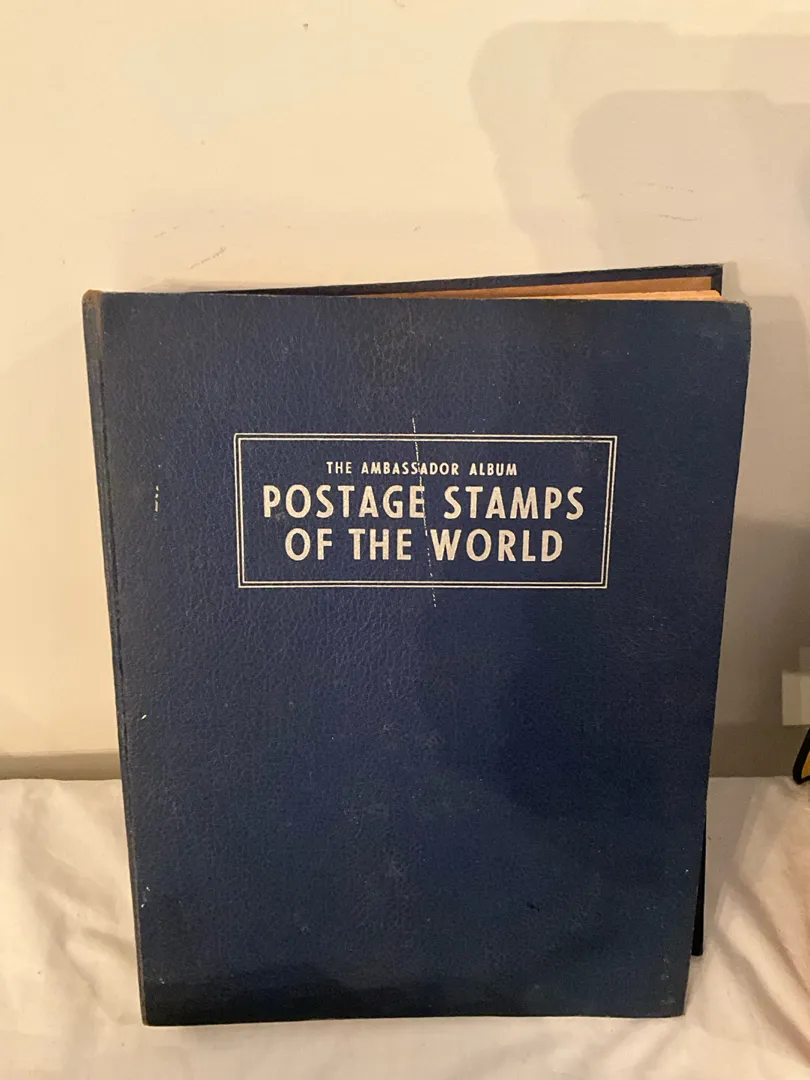 THE AMBASSADOR ALBUM
POSTAGE STAMPS
OF THE WORLD